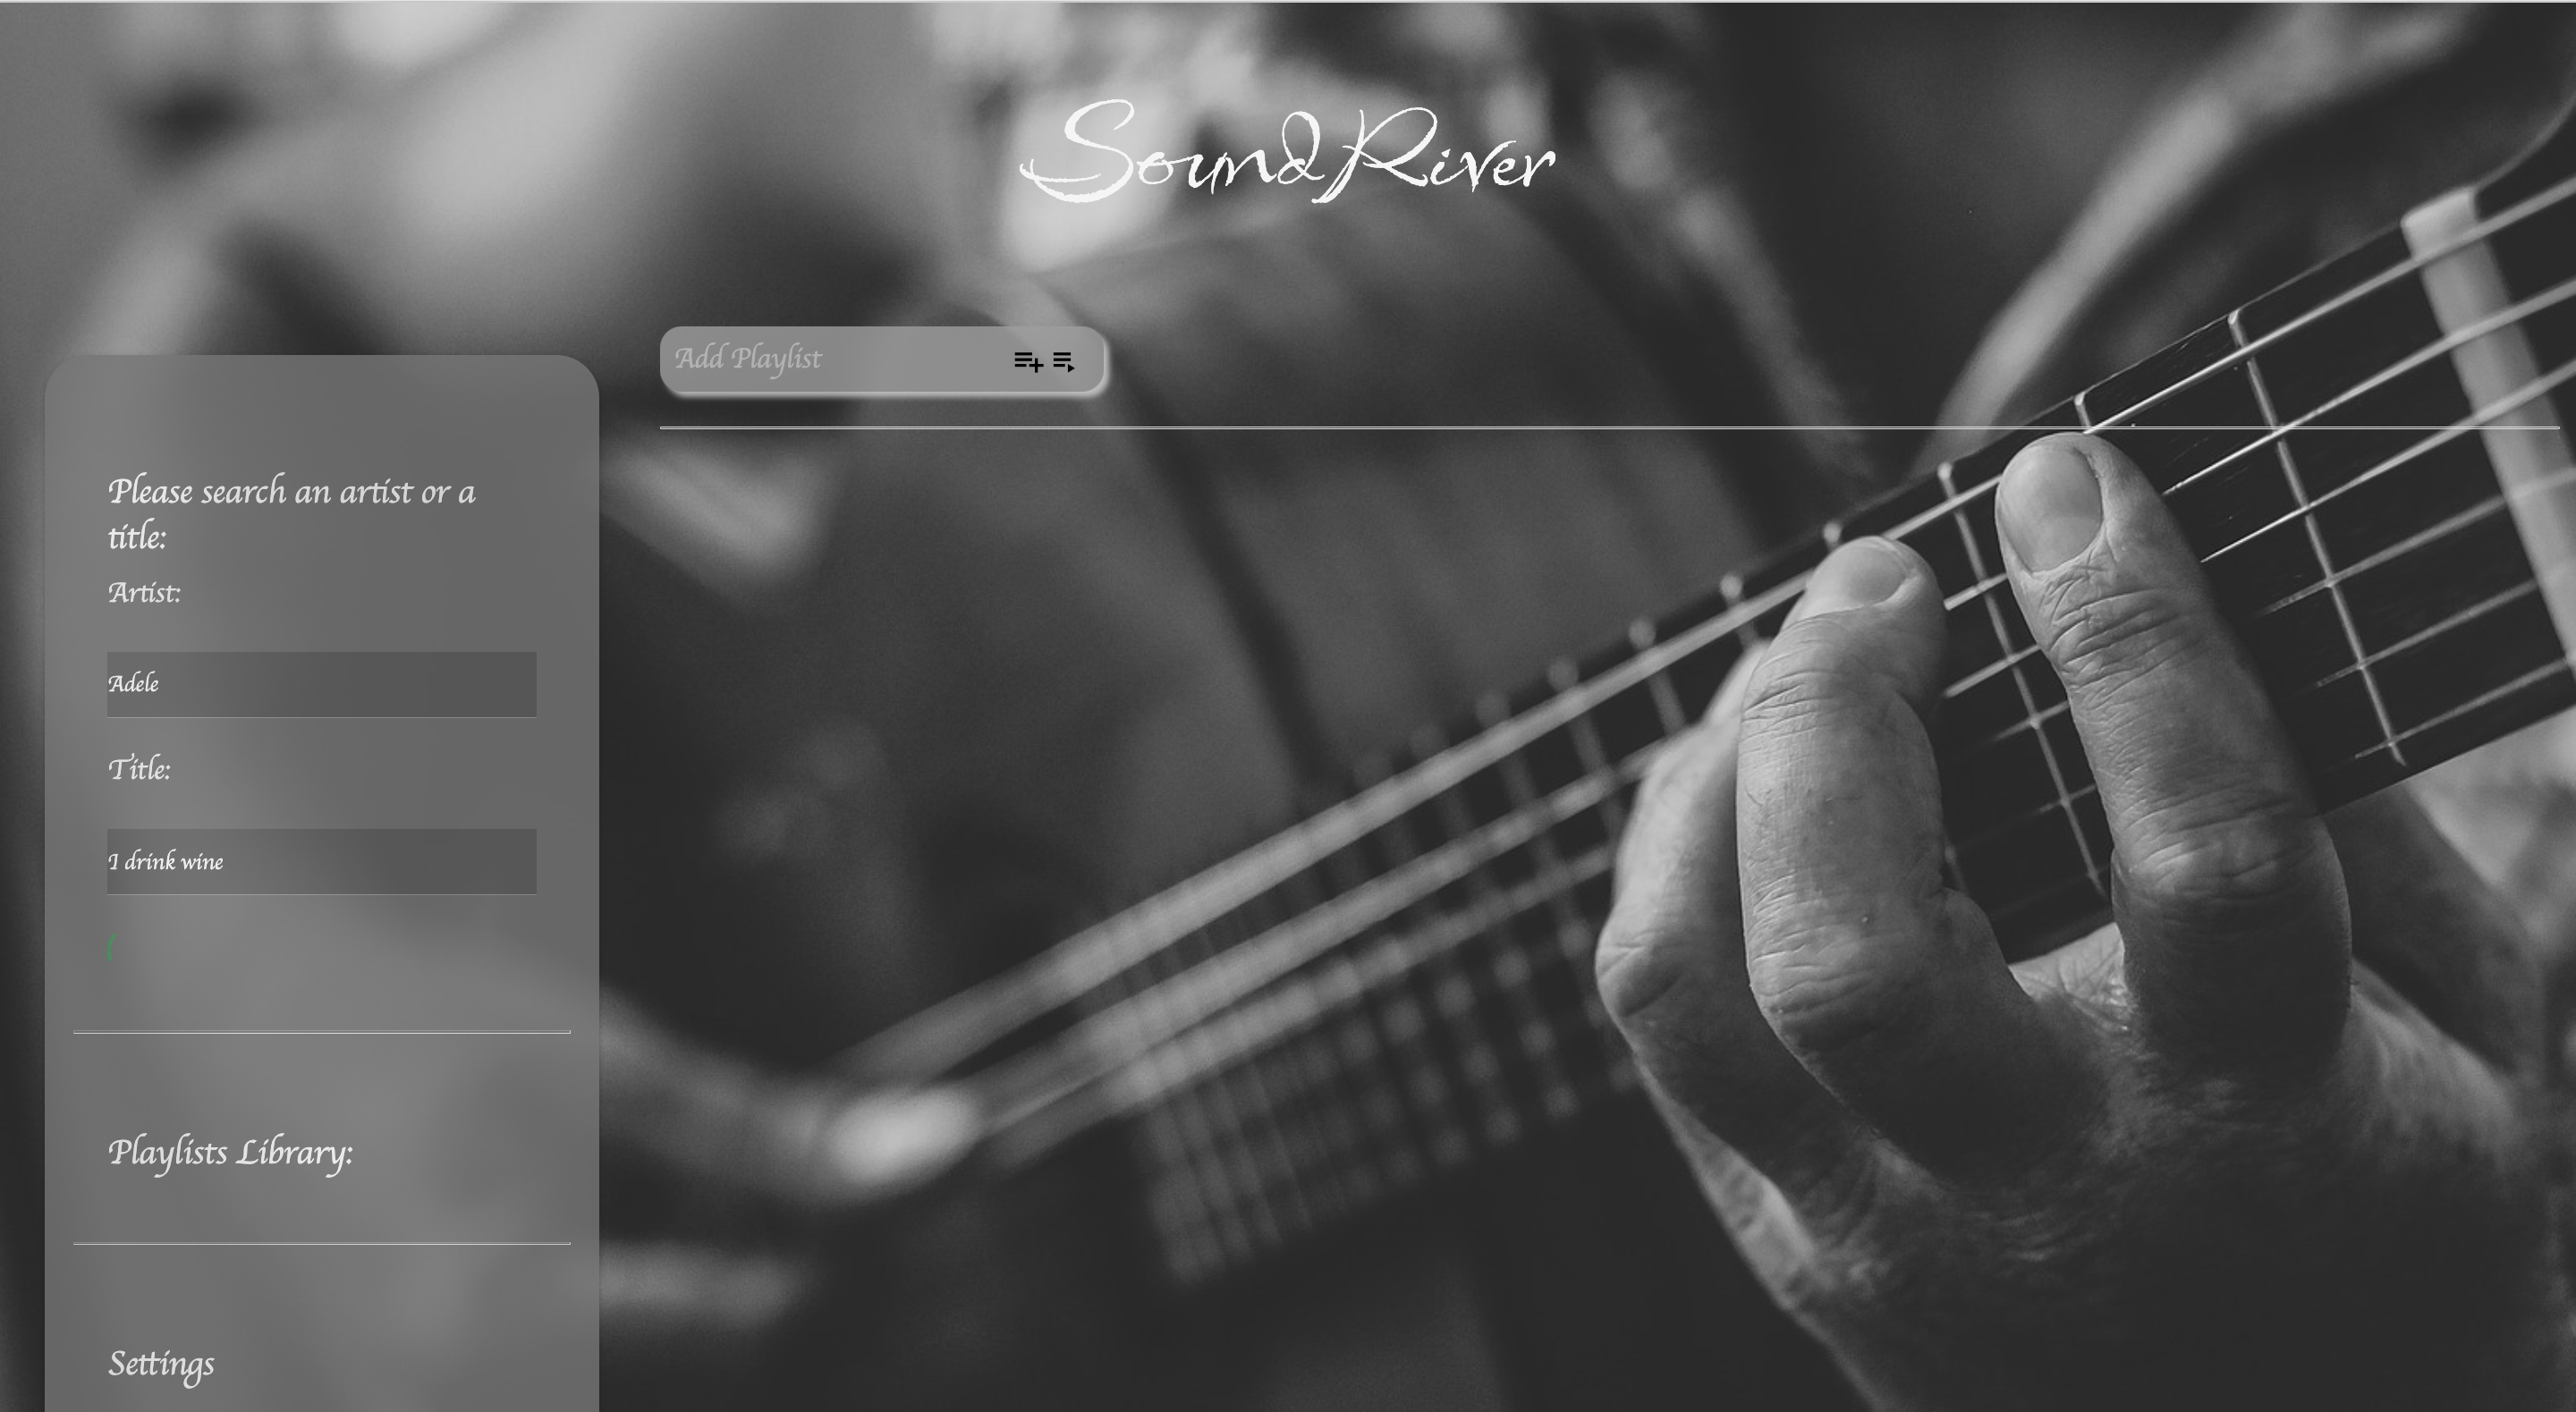 SoundRiver
Add Playlist
Please search an artist or a
title:
Artist:
Adele
Title:
I drink wine
Playlists Library:
Settings